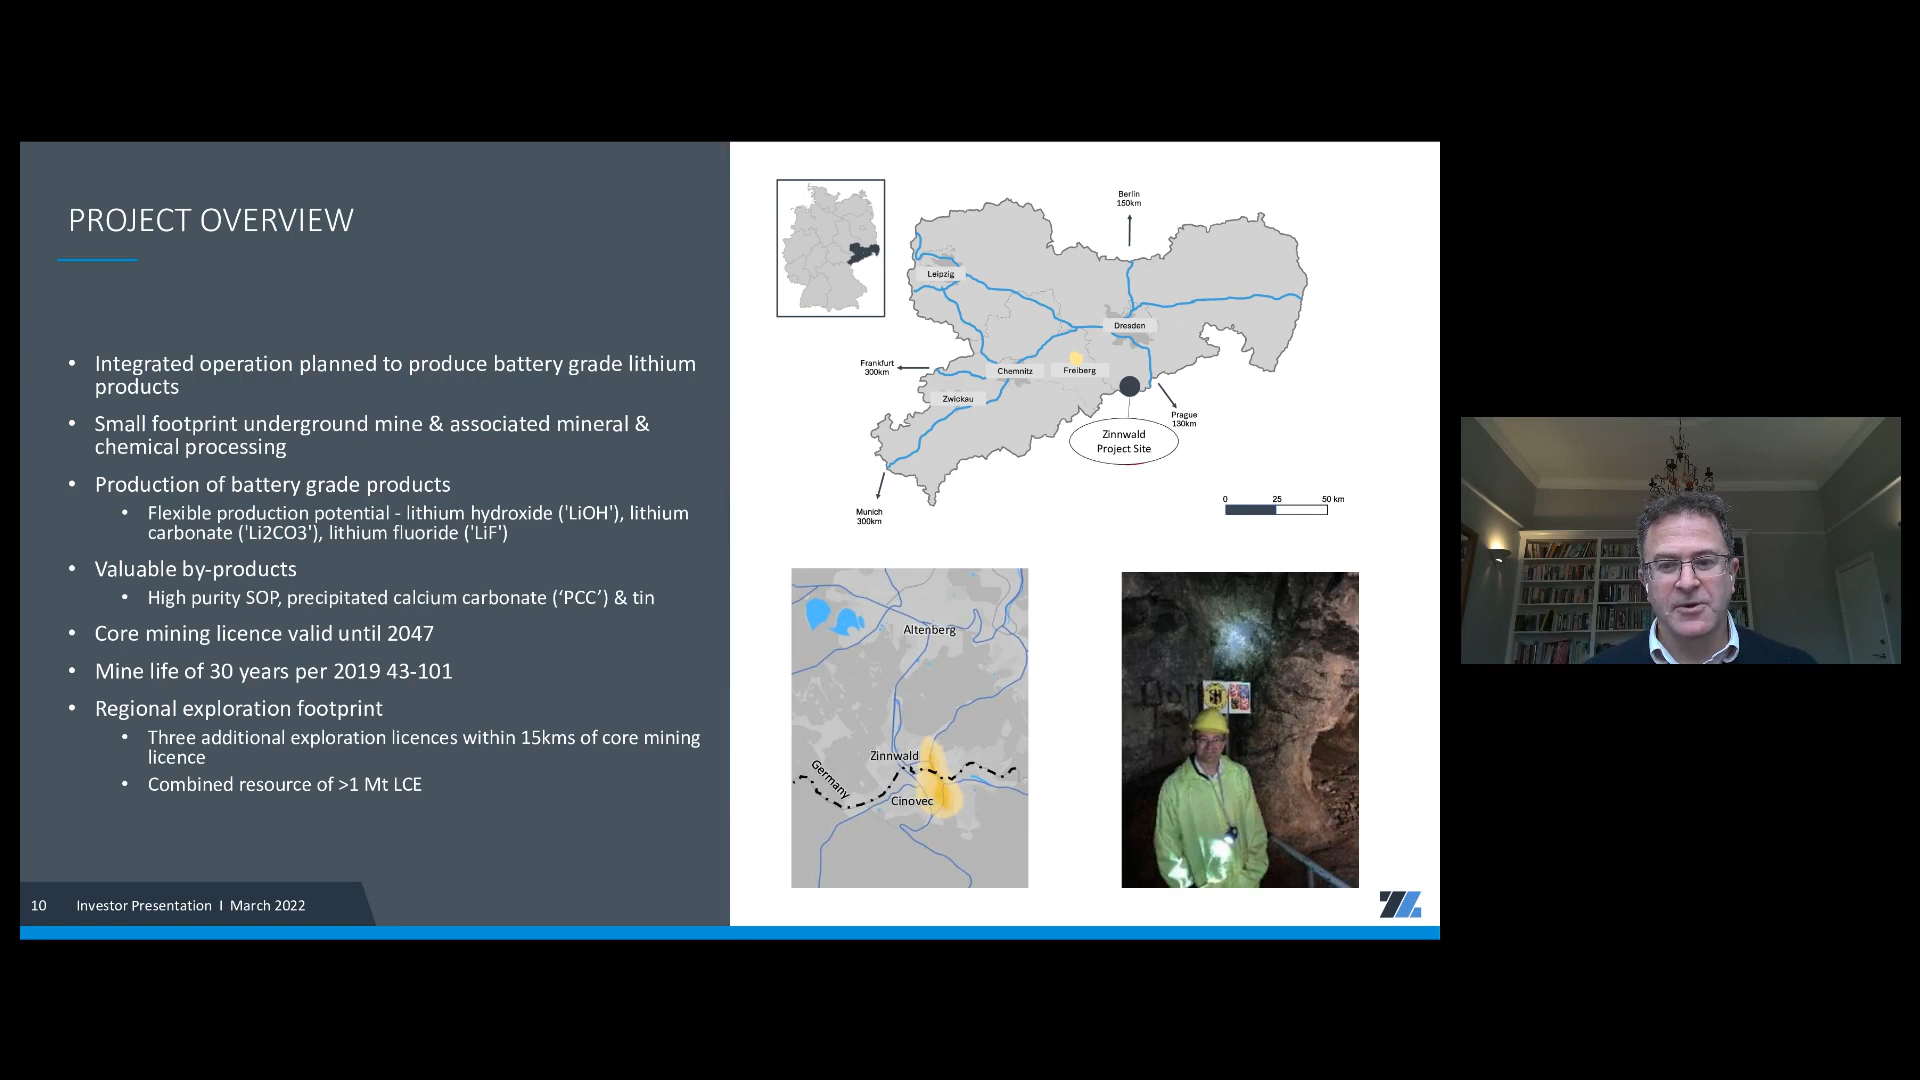 PROJECT OVERVIEW
• Integrated operation planned to produce battery grade lithium
products
• Small footprint underground mine & associated mineral &
chemical processing
• Production of battery grade products
• Flexible production potential - lithium hydroxide ('LiOH'), lithium
carbonate ('Li2CO3'), lithium fluoride ('LiF')
• Valuable by-products
• High purity SOP, precipitated calcium carbonate (‘PCC’) & tin
• Core mining licence valid until 2047
• Mine life of 30 years per 2019 43-101
• Regional exploration footprint
• Three additional exploration licences within 15kms of core mining
licence
• Combined resource of >1 Mt LCE
10 Investor Presentation I March 2022
Berlin
150km
Leipzig
Dresden
Frankfurt
300km
Chemnitz
Freiberg
Zwickau
Prague
130km
Zinnwald
Project Site
0 25 50 km
Munich
300km
Altenberg
Zinnwald
Germany
Cinovec